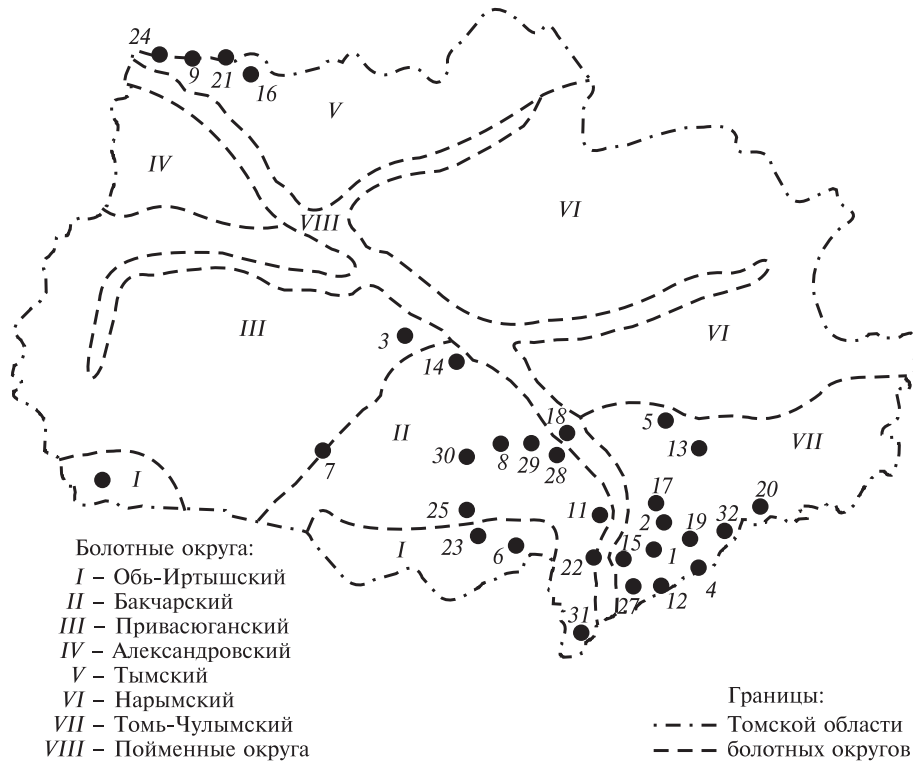 24
9
21
16
V
IV
VIII
VI
III
3
14
VI
II
18
5
VII
7
30
8
29
28
13
I
25
11
17
20
2
19
32
I
23
6
22
15
1
4
27
12
31
Болотные округа:
I – Обь-Иртышский
II – Бакчарский
III – Привасюганский
IV – Александровский
V – Тымский
VI – Нарымский
VII – Томь-Чулымский
VIII – Пойменные округа
Границы:
Томской области
болотных округов